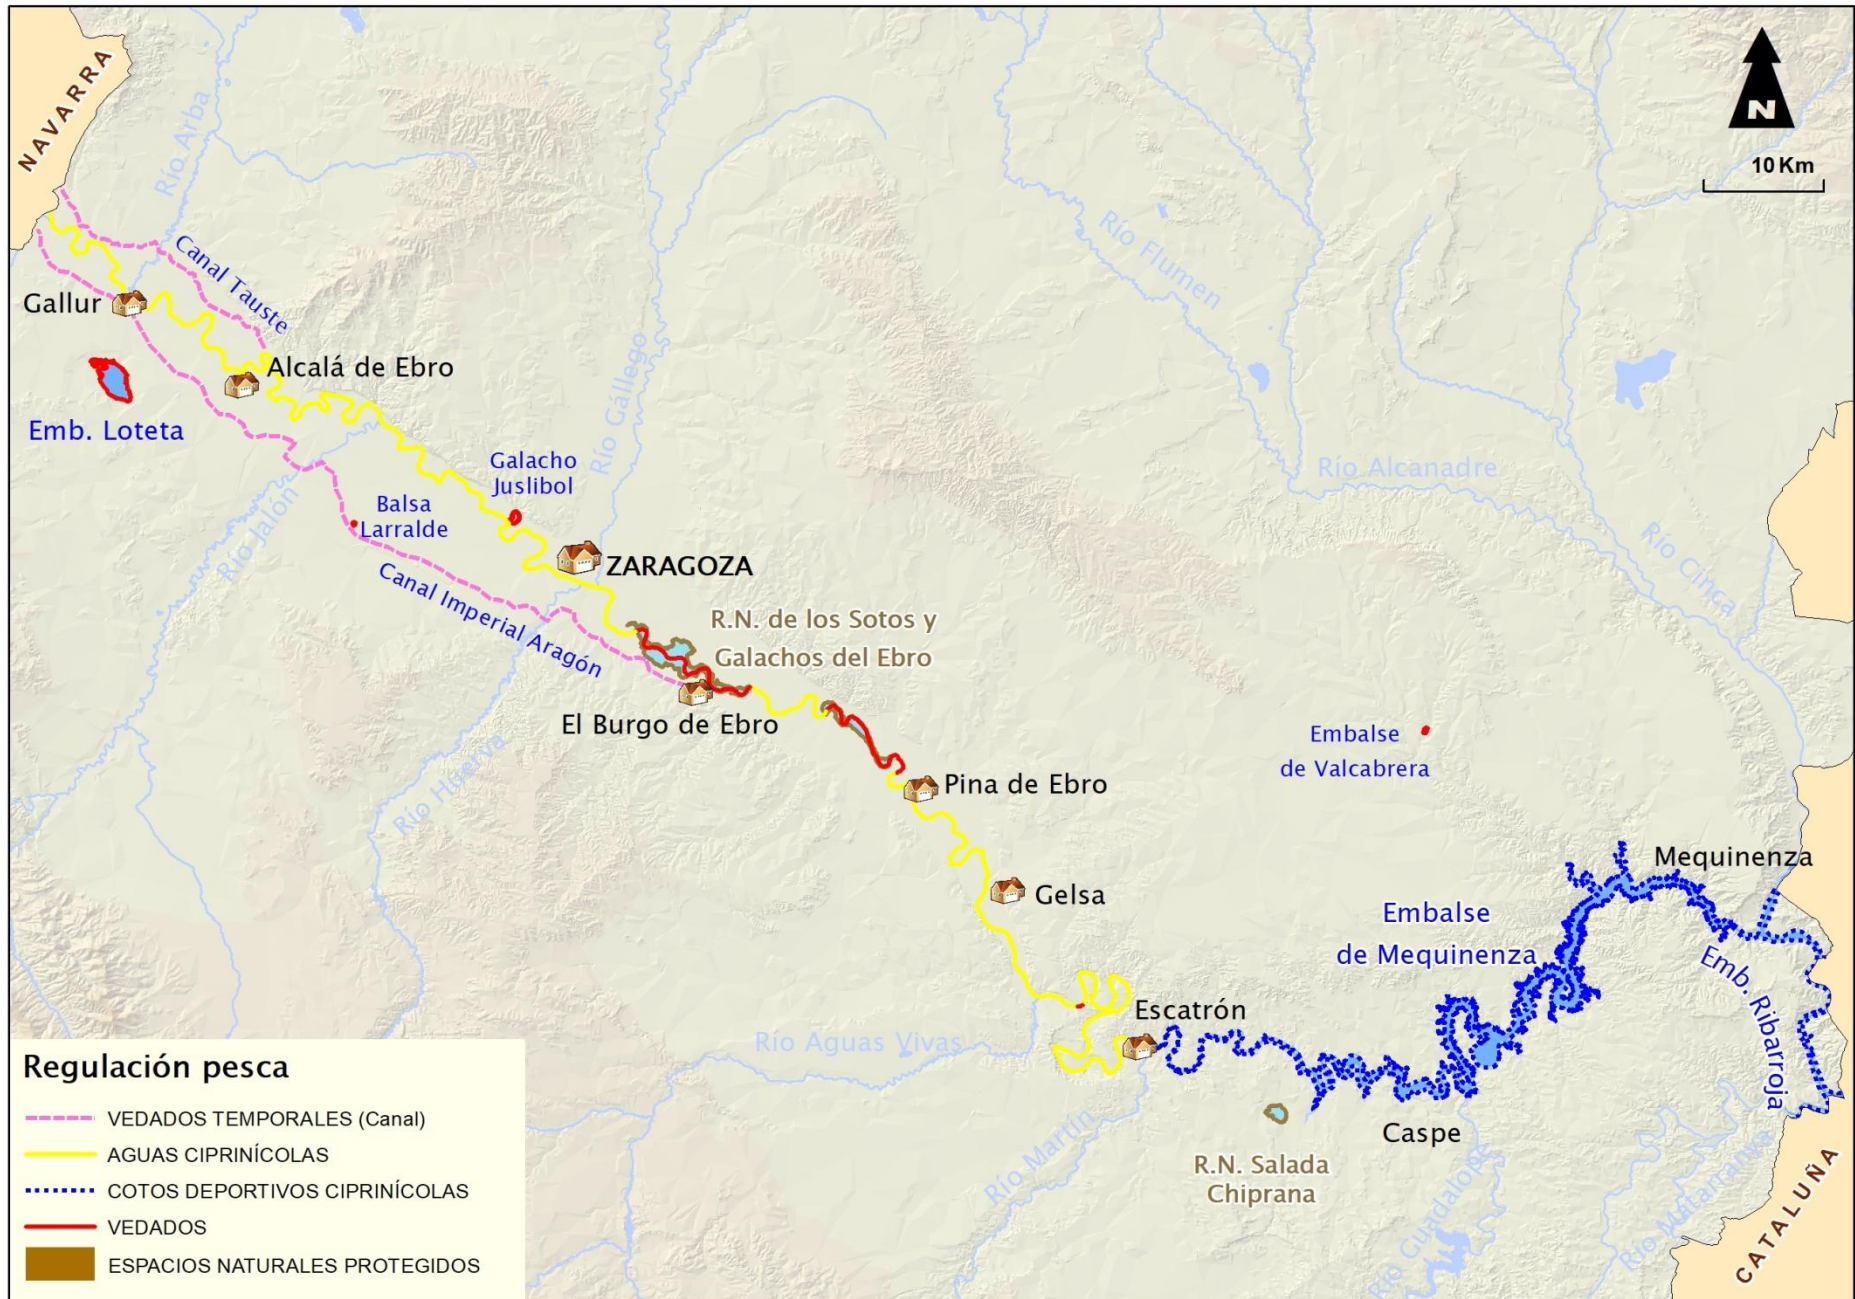 NAVARRA
Río Arba
N
10 Km
Canal Tauste
Gallur
Río Flumen
Alcalá de Ebro
Emb. Loteta
Río Gállego
Galacho
Juslibol
Río Alcanadre
Balsa
Larralde
Río Jalón
Río Cinca
ZARAGOZA
Canal Imperial Aragón
R.N. de los Sotos y
Galachos del Ebro
El Burgo de Ebro
Río Huerva
Embalse
de Valcabrera
Pina de Ebro
Mequinenza
Gelsa
Embalse
de Mequinenza
Emb. Ribarroja
Escatrón
Río Aguas Vivas
Caspe
Río Martín
R.N. Salada
Chiprana
Río Guadalope
Río Matarranya
CATALUÑA
Regulación pesca
VEDADOS TEMPORALES (Canal)
AGUAS CIPRINÍCOLAS
COTOS DEPORTIVOS CIPRINÍCOLAS
VEDADOS
ESPACIOS NATURALES PROTEGIDOS